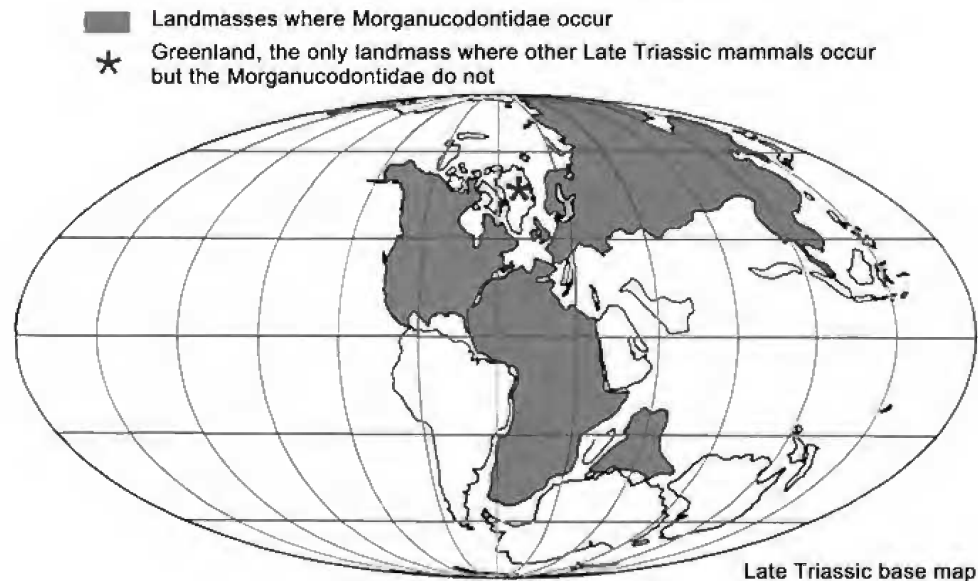 Landmasses where Morganucodontidae occur
Greenland, the only landmass where other Late Triassic mammals occur
but the Morganucodontidae do not
Late Triassic base map